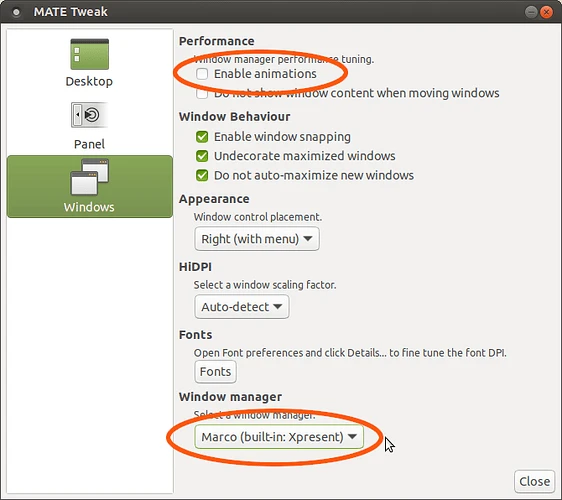 MATE Tweak
Desktop
Panel
Windows
Performance
Window manager performance tuning.
Enable animations
Do not show window content when moving windows
Window Behaviour
Enable window snapping
Undecorate maximized windows
Do not auto-maximize new windows
Appearance
Window control placement.
Right (with menu)
HiDPI
Select a window scaling factor.
Auto-detect
Fonts
Open Font preferences and click Details... to fine tune the font DPI.
Fonts
Window manager
Select a window manager.
Marco (built-in: Xpresent)
Close